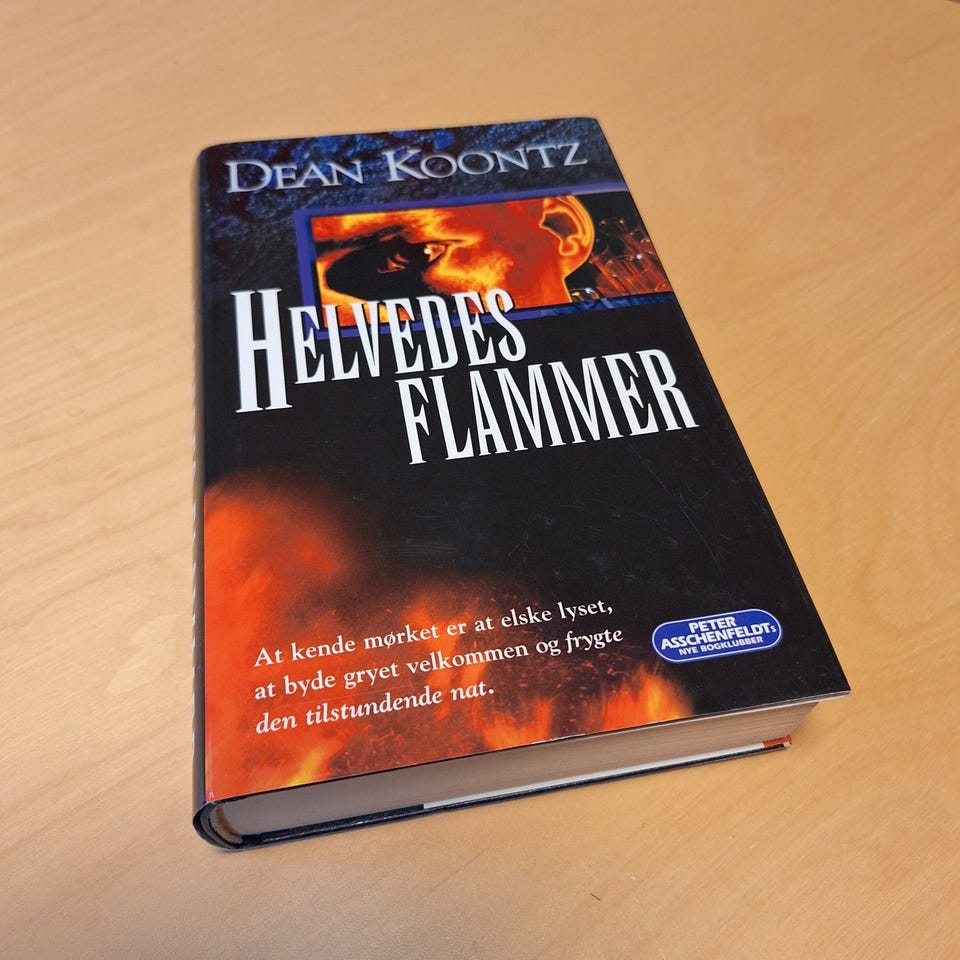 DEAN KOONTZ
HELVEDES
FLAMMER
At kende mørket er at elske lyset,
at byde gryet velkommen og frygte
den tilstundende nat.
PETER
ASSCHENFELDTs
NYE BOGKLUBBER